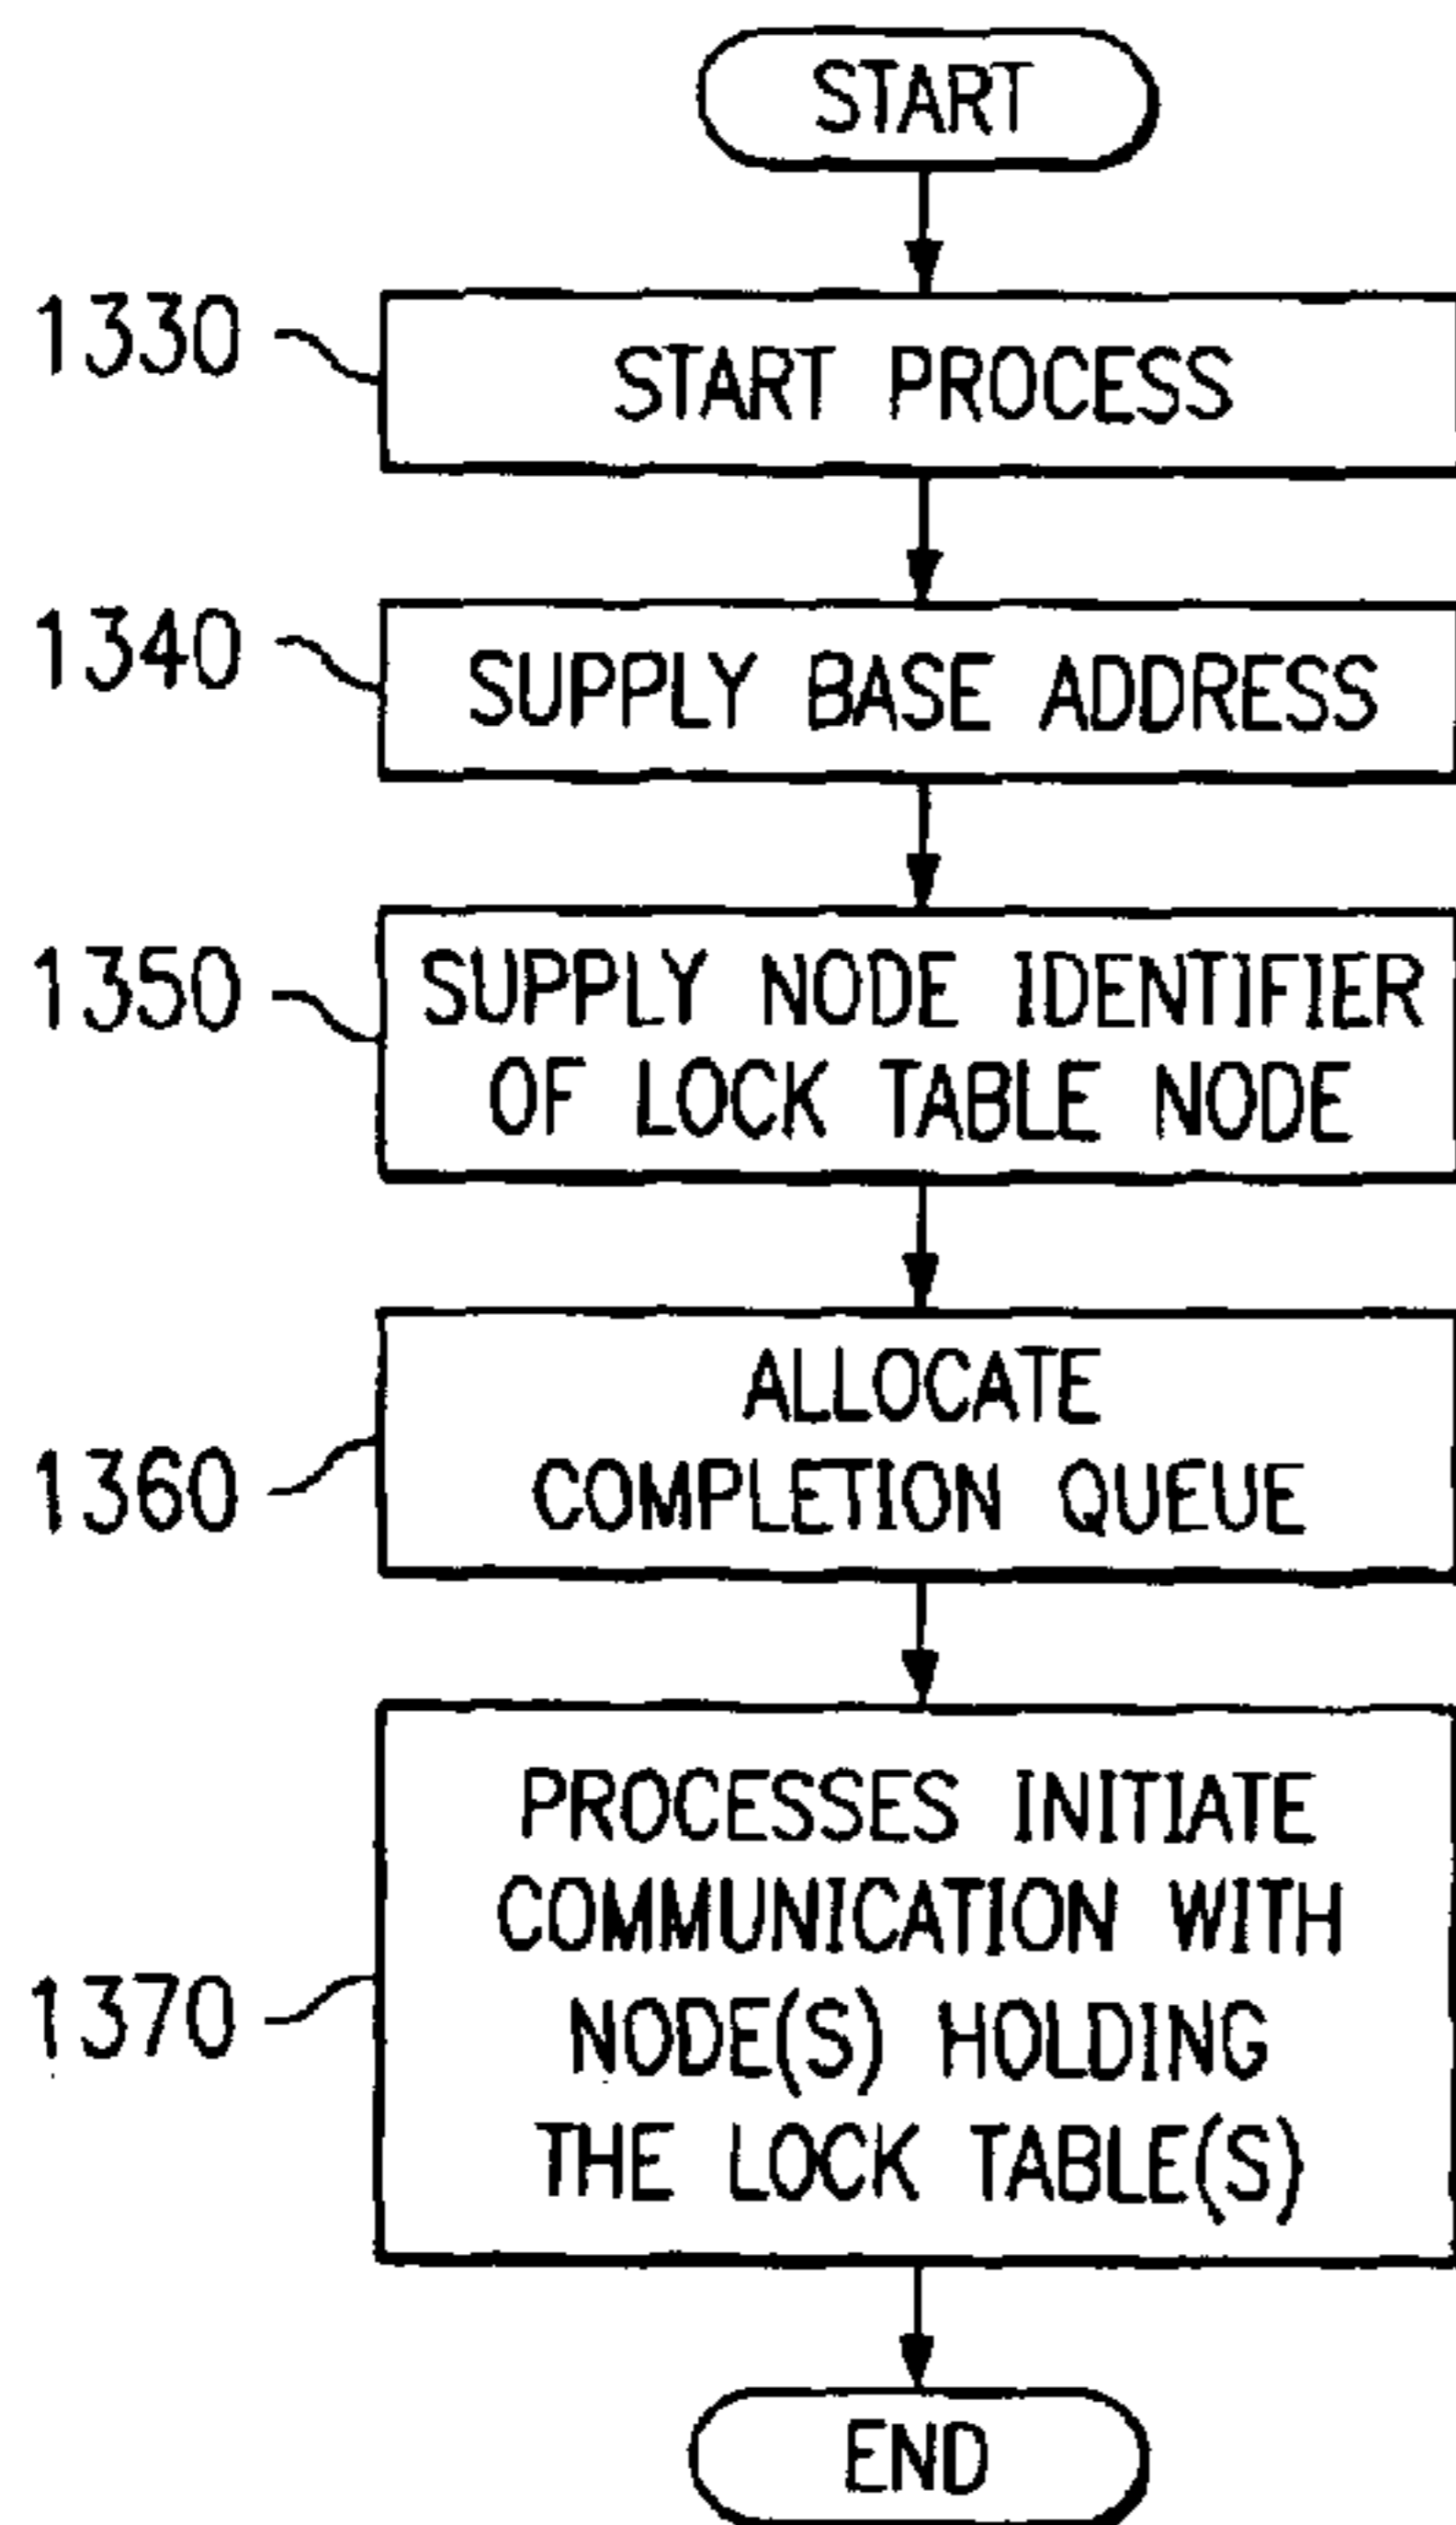 START
1330
START PROCESS
1340
SUPPLY BASE ADDRESS
1350
SUPPLY NODE IDENTIFIER
OF LOCK TABLE NODE
1360
ALLOCATE
COMPLETION QUEUE
1370
PROCESSES INITIATE
COMMUNICATION WITH
NODE(S) HOLDING
THE LOCK TABLE(S)
END